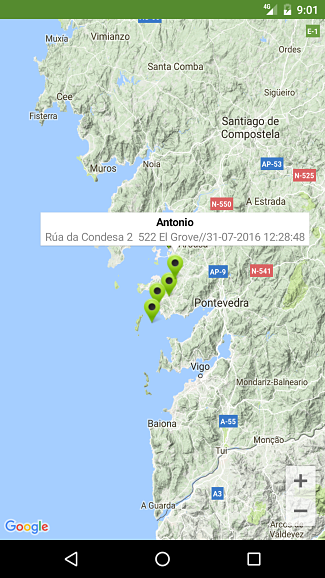 4G 9:01
Muxia
Vimianzo
Ordes
E-1
Santa Comba
Cee
Sigüeiro
Fisterra
Santiago de
Compostela
Noia
Muros
AP-53
N-525
N-550
A Estrada
Antonio
Rúa da Condesa 2 522 El Grove//31-07-2016 12:28:48
AP-9
N-541
Pontevedra
Vigo
Mondariz-Balneario
Baiona
A-55
Monção
Tui
A3
A Guarda
+
−
Google
Arcos de
Valdevez